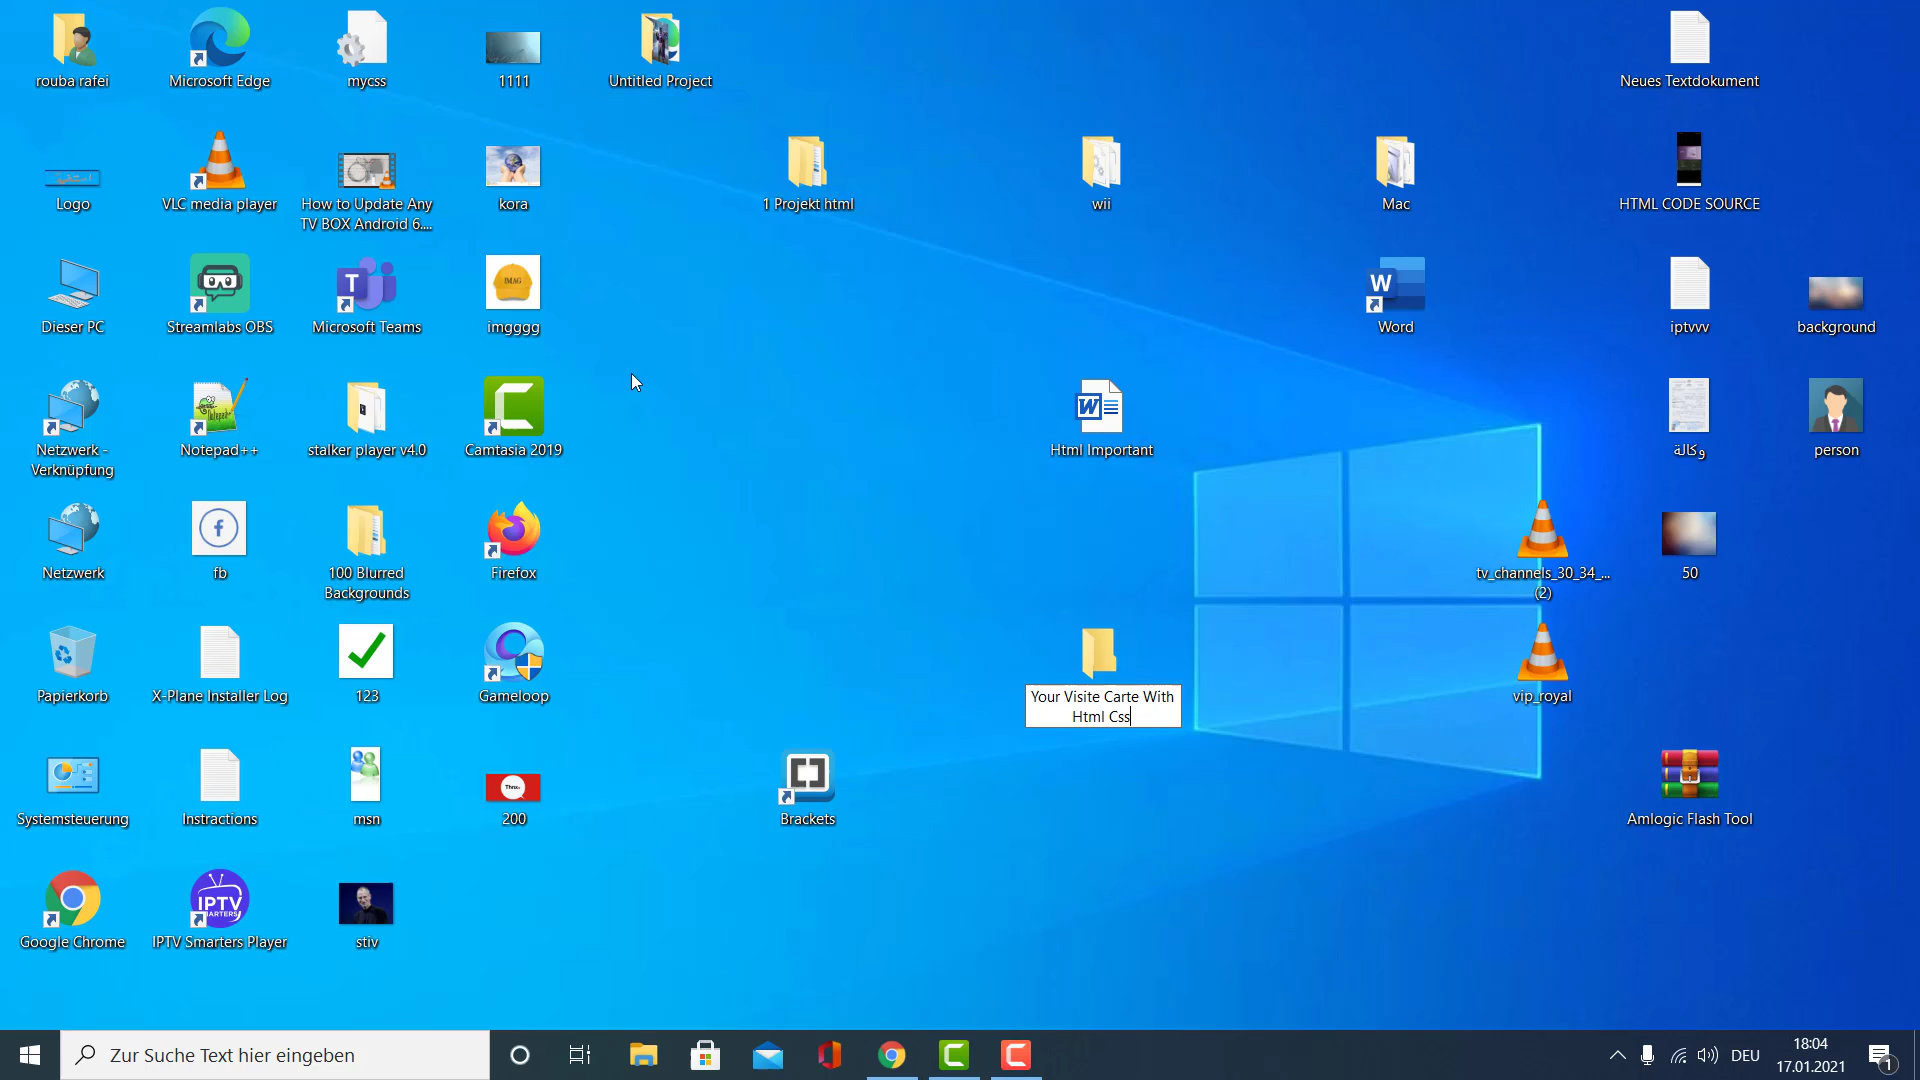 rouba rafei
Microsoft Edge
mycss
1111
Untitled Project
Neues Textdokument
Logo
VLC media player
How to Update Any
TV BOX Android 6....
kora
1 Projekt html
wii
Mac
HTML CODE SOURCE
Dieser PC
Streamlabs OBS
Microsoft Teams
IMAG
imgggg
Word
iptvvv
background
Netzwerk -
Verknüpfung
Notepad++
stalker player v4.0
Camtasia 2019
Html Important
وكالة
person
Netzwerk
fb
100 Blurred
Backgrounds
Firefox
tv_channels_30_34_...
(2)
50
Papierkorb
X-Plane Installer Log
123
Gameloop
Your Visite Carte With
Html Css
vip_royal
Systemsteuerung
Instractions
msn
200
Brackets
Amlogic Flash Tool
IPTV
Google Chrome
IPTV Smarters Player
stiv
Zur Suche Text hier eingeben
DEU
18:04
17.01.2021
1